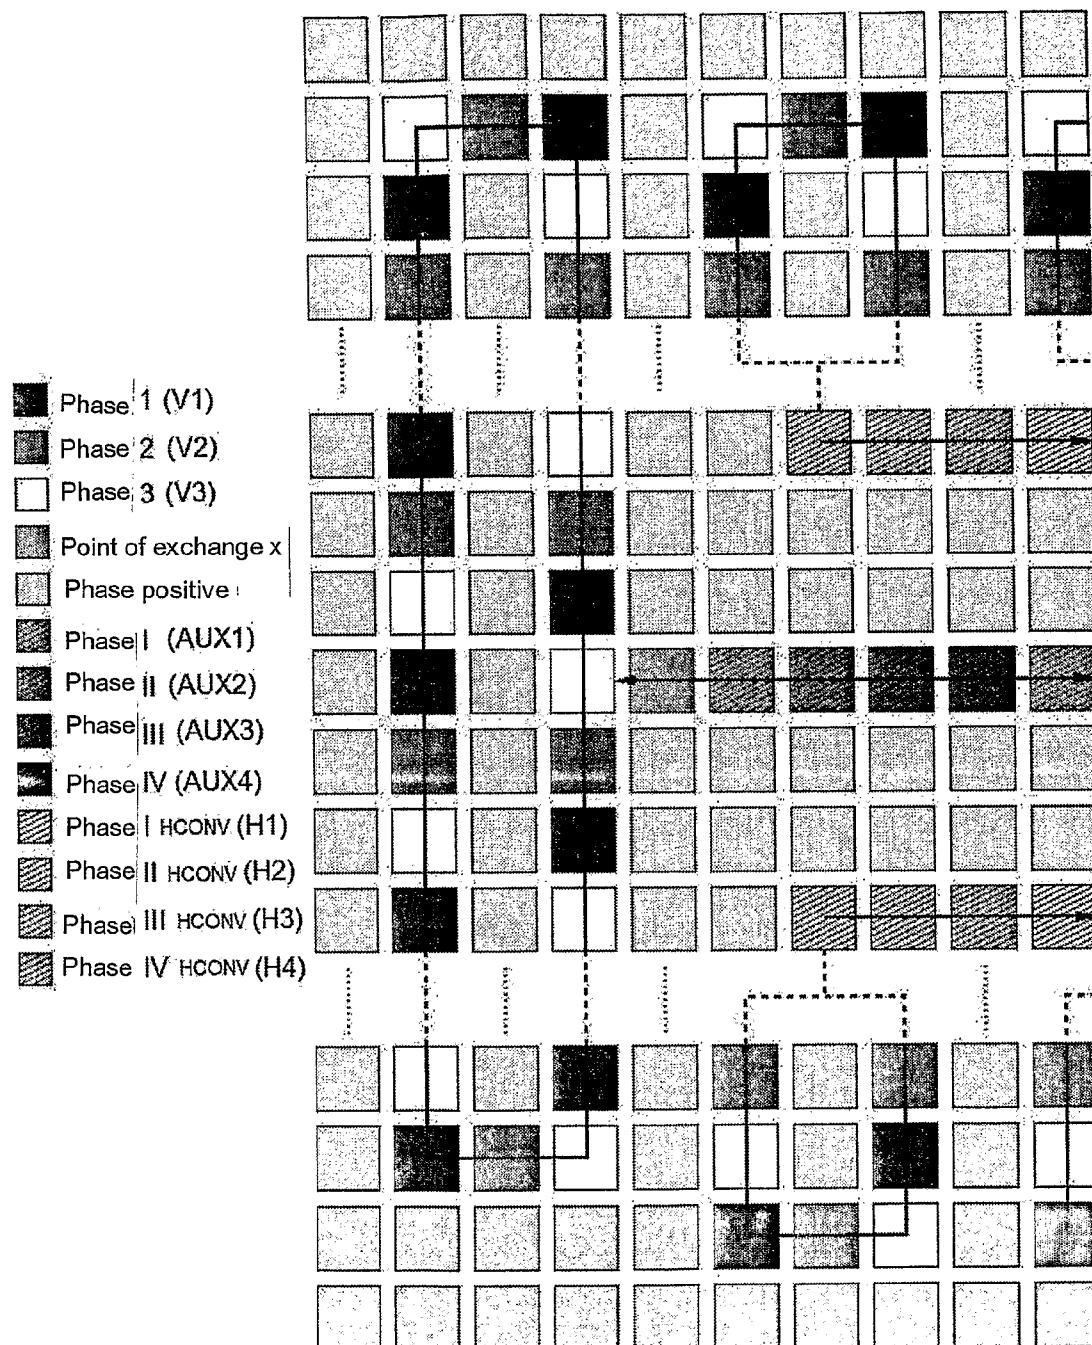 Phase 1 (V1)
Phase 2 (V2)
Phase 3 (V3)
Point of exchange x
Phase positive
Phase I (AUX1)
Phase II (AUX2)
Phase III (AUX3)
Phase IV (AUX4)
Phase I HCONV (H1)
Phase II HCONV (H2)
Phase III HCONV (H3)
Phase IV HCONV (H4)